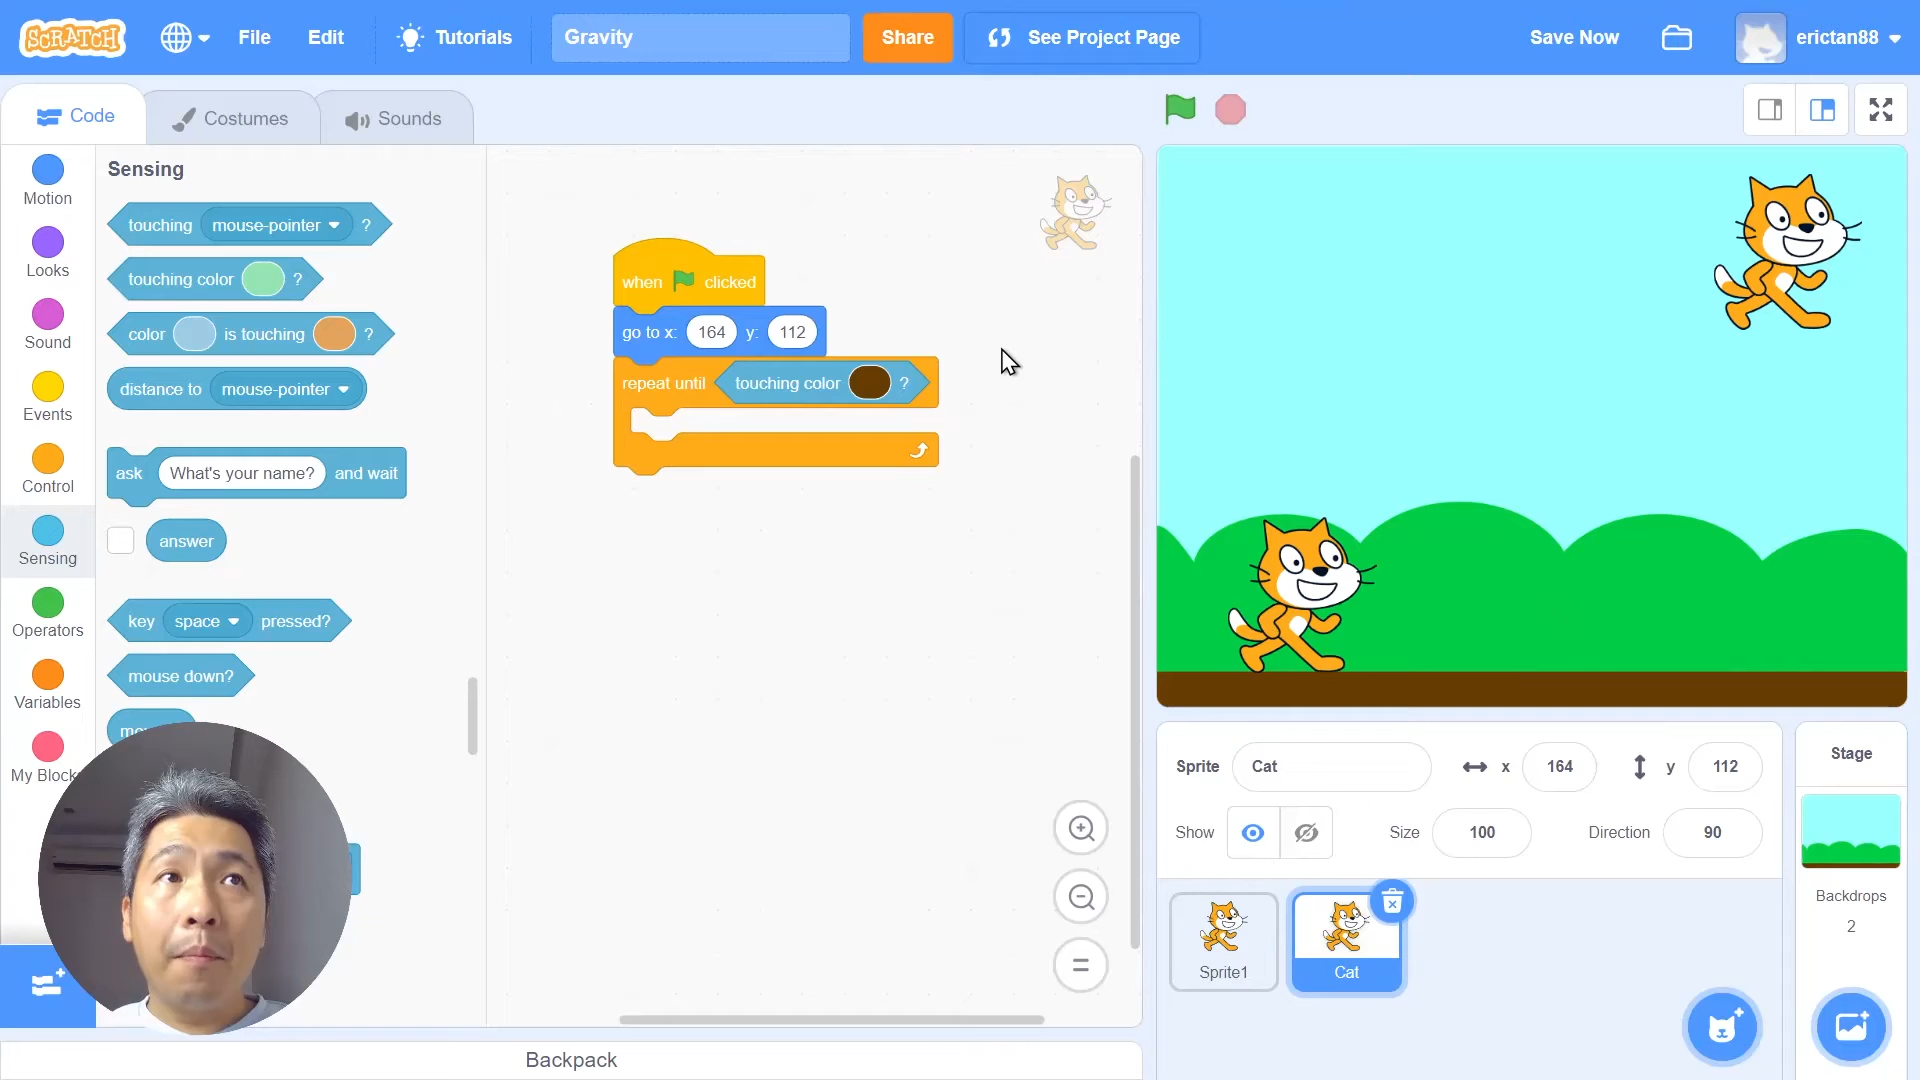 SCRATCH
File
Edit
Tutorials
Gravity
Share
See Project Page
Save Now
erictan88
Code
Costumes
Sounds
Motion
Looks
Sound
Events
Control
Sensing
Operators
Variables
My Block
Sensing
touching mouse-pointer ?
touching color ?
color is touching ?
distance to mouse-pointer
ask What's your name? and wait
answer
key space pressed?
mouse down?
when clicked
go to x: 164 y: 112
repeat until touching color ?
Backpack
Sprite Cat x 164 y 112
Show Size 100 Direction 90
Sprite1
Cat
Stage
Backdrops
2